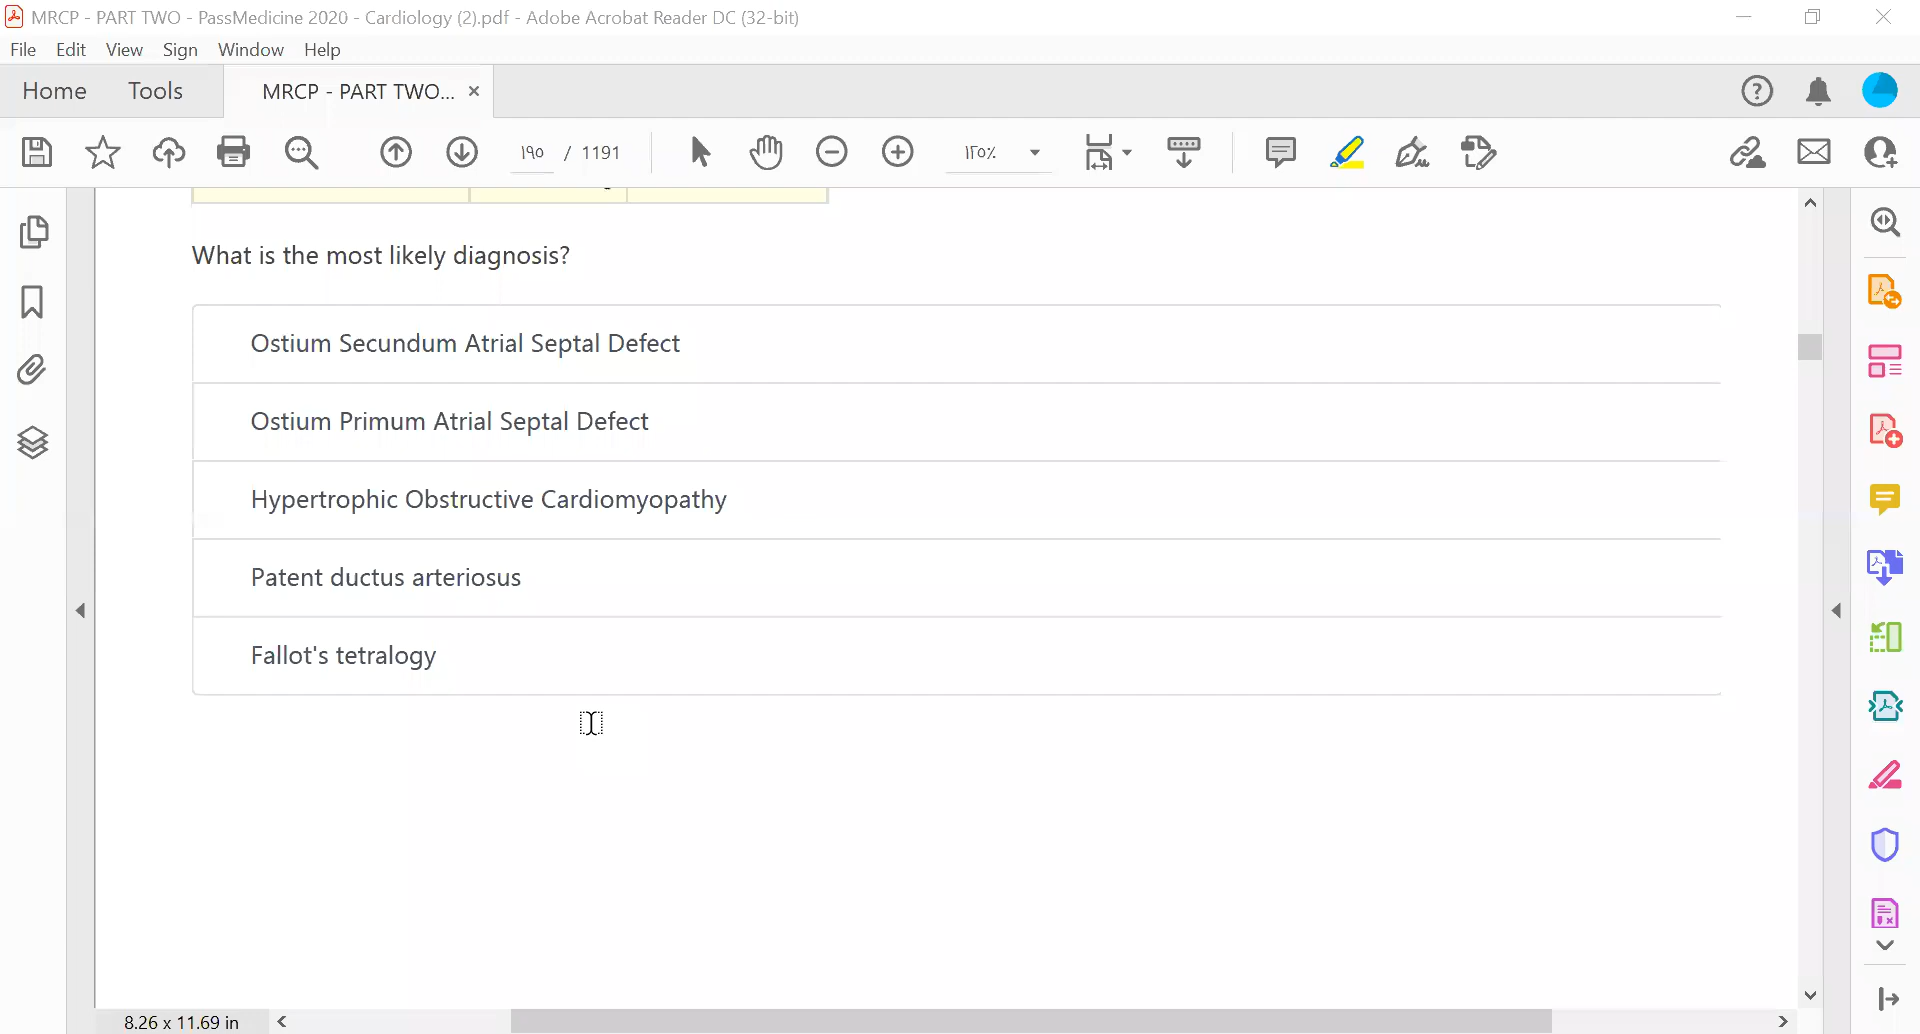 MRCP - PART TWO - PassMedicine 2020 - Cardiology (2).pdf - Adobe Acrobat Reader DC (32-bit)
File Edit View Sign Window Help
Home Tools MRCP - PART TWO... ×
١٩٥ / 1191 ١٢٥٪
What is the most likely diagnosis?
Ostium Secundum Atrial Septal Defect
Ostium Primum Atrial Septal Defect
Hypertrophic Obstructive Cardiomyopathy
Patent ductus arteriosus
Fallot's tetralogy
8.26 x 11.69 in